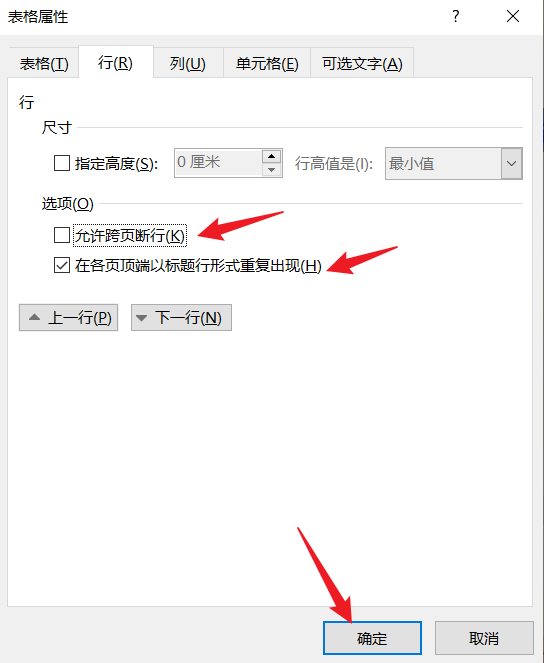 表格属性 ?
表格(T) 行(R) 列(U) 单元格(E) 可选文字(A)
行
尺寸
指定高度(S): 0 厘米 行高值是(I): 最小值
选项(O)
允许跨页断行(K)
在各页顶端以标题行形式重复出现(H)
上一行(P) 下一行(N)
确定 取消